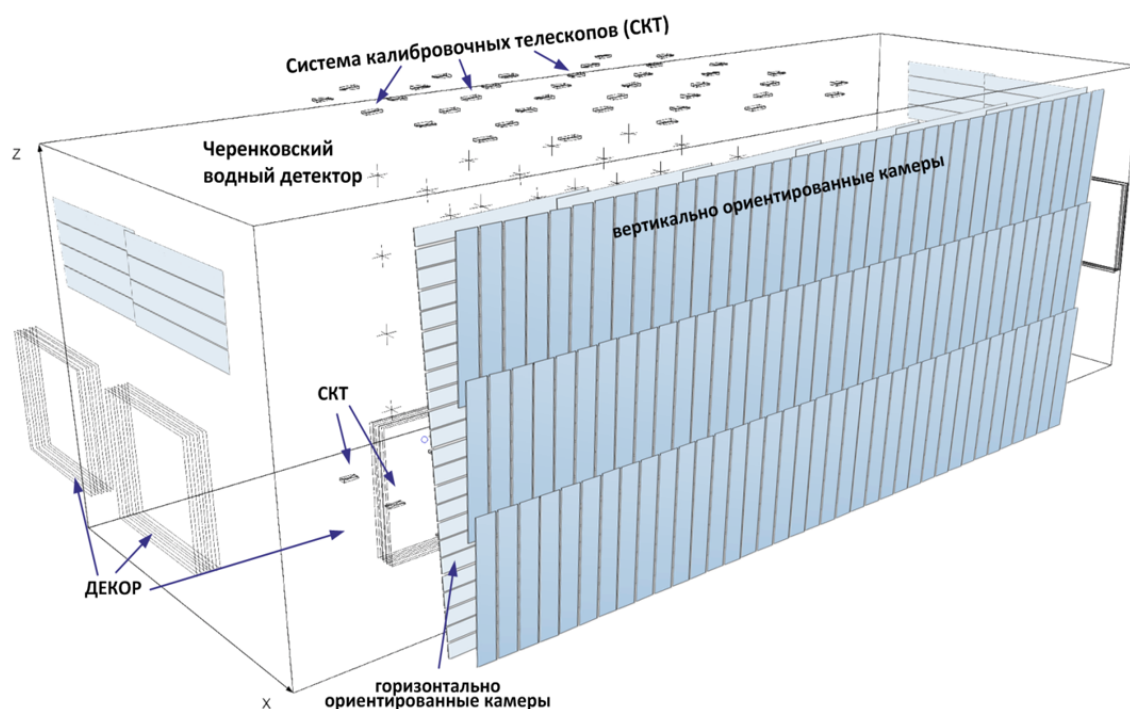 Система калибровочных телескопов (СКТ)
Z
Черенковский
водный детектор
вертикально ориентированные камеры
СКТ
ДЕКОР
X
горизонтально
ориентированные камеры